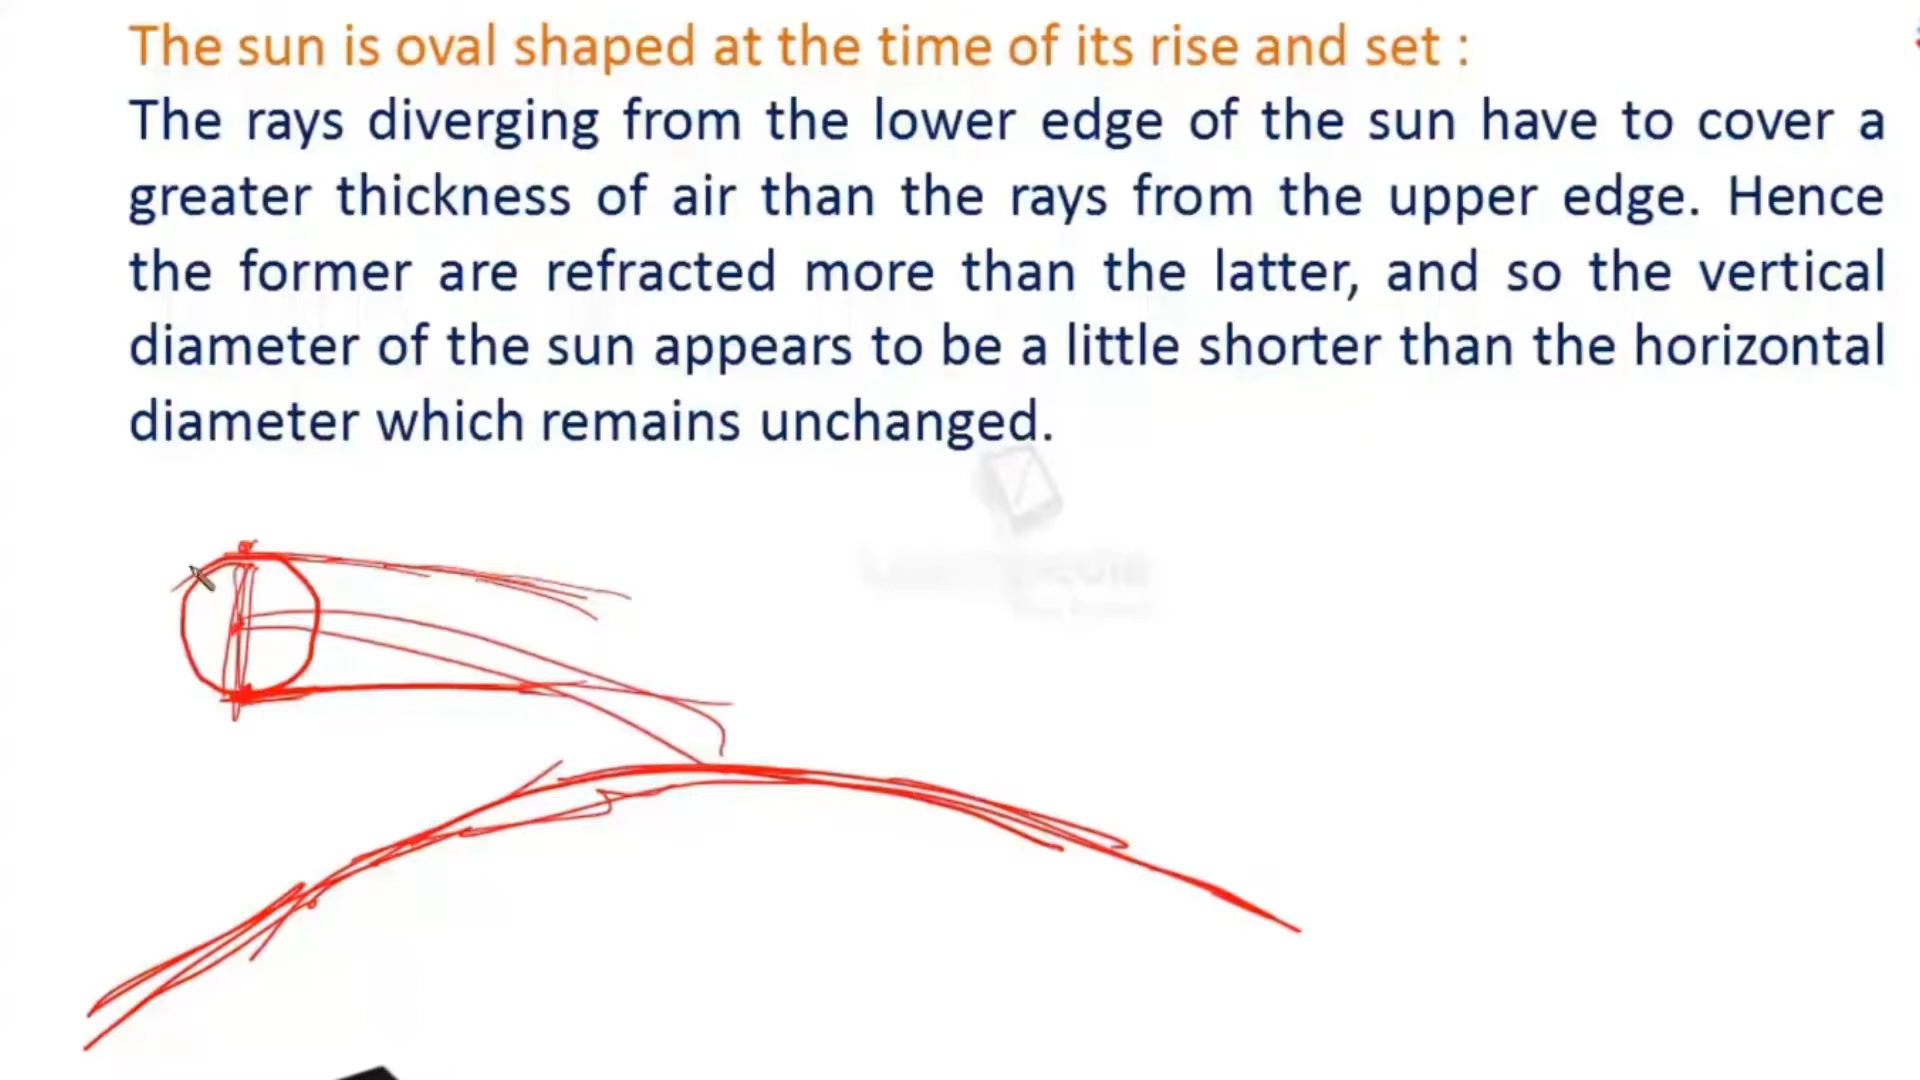 The sun is oval shaped at the time of its rise and set :
The rays diverging from the lower edge of the sun have to cover a
greater thickness of air than the rays from the upper edge. Hence
the former are refracted more than the latter, and so the vertical
diameter of the sun appears to be a little shorter than the horizontal
diameter which remains unchanged.